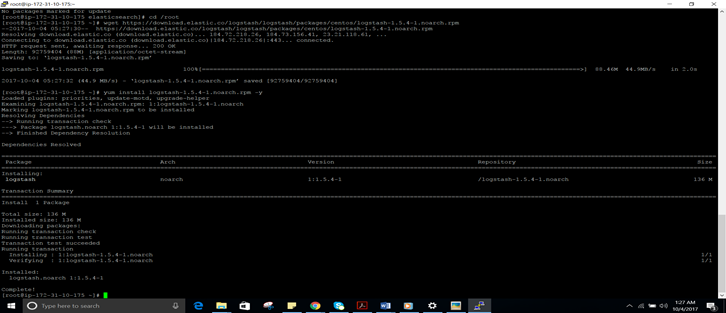 root@ip-172-31-10-175:~
No packages marked for update
[root@ip-172-31-10-175 elasticsearch]# cd /root
[root@ip-172-31-10-175 ~]# wget https://download.elastic.co/logstash/logstash/packages/centos/logstash-1.5.4-1.noarch.rpm
--2017-10-04 05:27:30-- https://download.elastic.co/logstash/logstash/packages/centos/logstash-1.5.4-1.noarch.rpm
Resolving download.elastic.co (download.elastic.co)... 184.72.218.26, 184.73.156.41, 23.21.118.61, ...
Connecting to download.elastic.co (download.elastic.co)|184.72.218.26|:443... connected.
HTTP request sent, awaiting response... 200 OK
Length: 92759404 (88M) [application/octet-stream]
Saving to: 'logstash-1.5.4-1.noarch.rpm'
logstash-1.5.4-1.noarch.rpm 100%[=================================================>] 88.46M 44.9MB/s in 2.0s
2017-10-04 05:27:32 (44.9 MB/s) - 'logstash-1.5.4-1.noarch.rpm' saved [92759404/92759404]
[root@ip-172-31-10-175 ~]# yum install logstash-1.5.4-1.noarch.rpm -y
Loaded plugins: priorities, update-motd, upgrade-helper
Examining logstash-1.5.4-1.noarch.rpm: 1:logstash-1.5.4-1.noarch
Marking logstash-1.5.4-1.noarch.rpm to be installed
Resolving Dependencies
--> Running transaction check
---> Package logstash.noarch 1:1.5.4-1 will be installed
--> Finished Dependency Resolution
Dependencies Resolved
Package Arch Version Repository Size
Installing:
logstash noarch 1:1.5.4-1 /logstash-1.5.4-1.noarch 136 M
Transaction Summary
Install 1 Package
Total size: 136 M
Installed size: 136 M
Downloading packages:
Running transaction check
Running transaction test
Transaction test succeeded
Running transaction
Installing : 1:logstash-1.5.4-1.noarch 1/1
Verifying : 1:logstash-1.5.4-1.noarch 1/1
Installed:
logstash.noarch 1:1.5.4-1
Complete!
[root@ip-172-31-10-175 ~]#
Type here to search
1:27 AM
10/4/2017